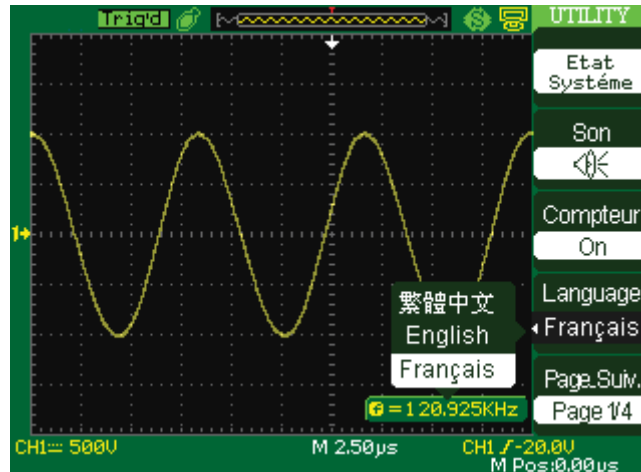 Trig'd
UTILITY
Etat
Systéme
Son
Compteur
On
Language
Français
繁體中文
English
Français
Page.Suiv.
Page 1/4
1
=120.925KHz
CH1 500V
M 2.50µs
CH1 -20.0V
M Pos:0.00µs